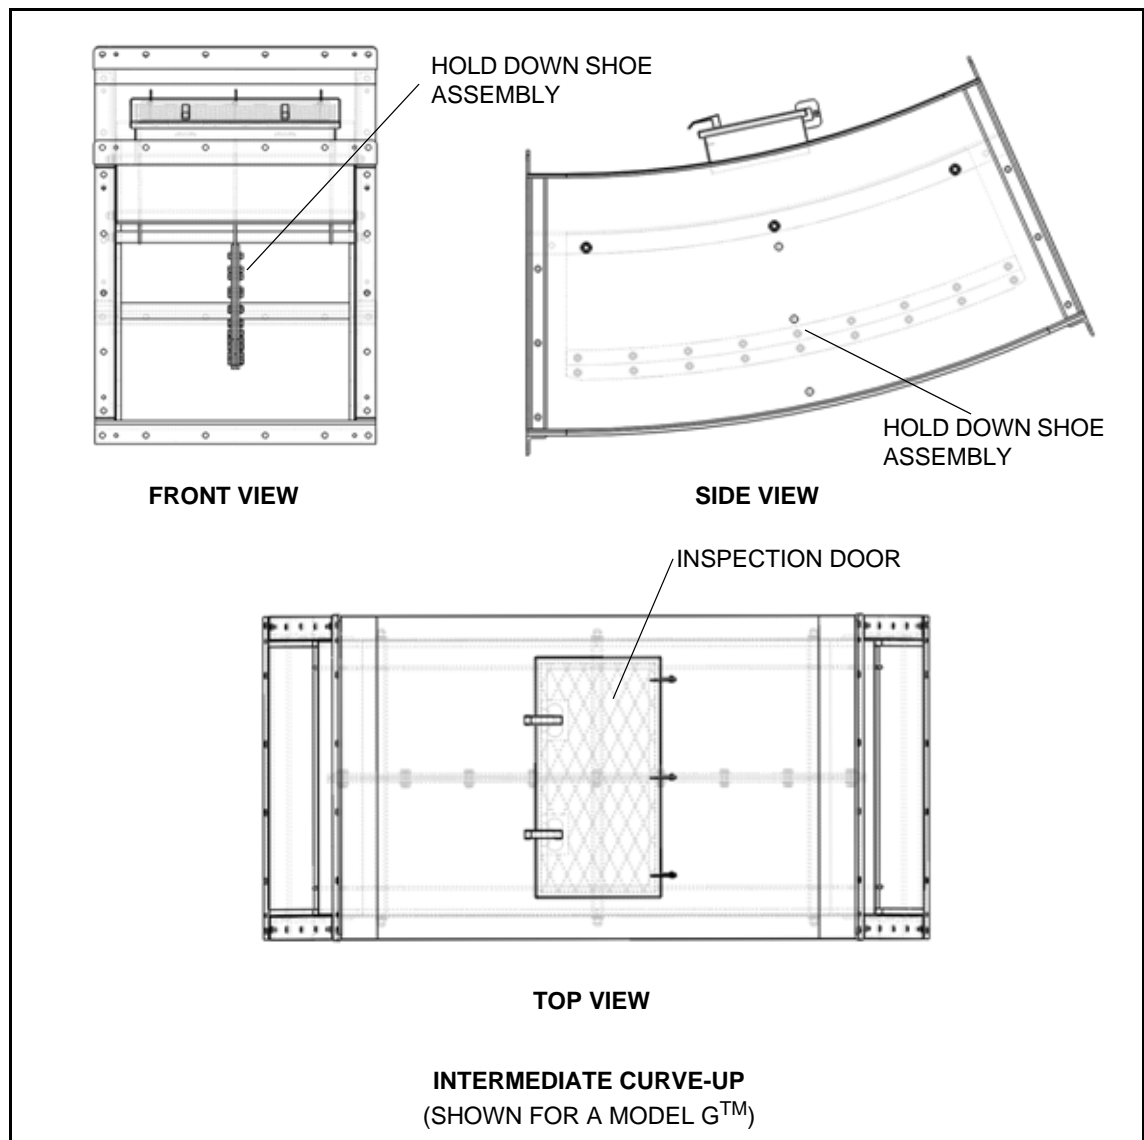 HOLD DOWN SHOE
ASSEMBLY
HOLD DOWN SHOE
ASSEMBLY
FRONT VIEW
SIDE VIEW
INSPECTION DOOR
TOP VIEW
INTERMEDIATE CURVE-UP
(SHOWN FOR A MODEL G™)